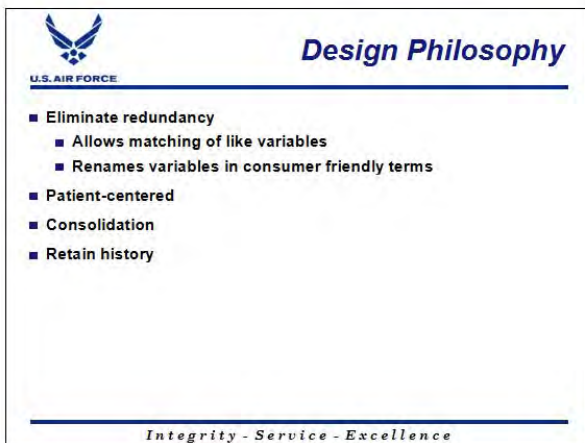 U.S. AIR FORCE
Design Philosophy
Eliminate redundancy
Allows matching of like variables
Renames variables in consumer friendly terms
Patient-centered
Consolidation
Retain history
Integrity - Service - Excellence